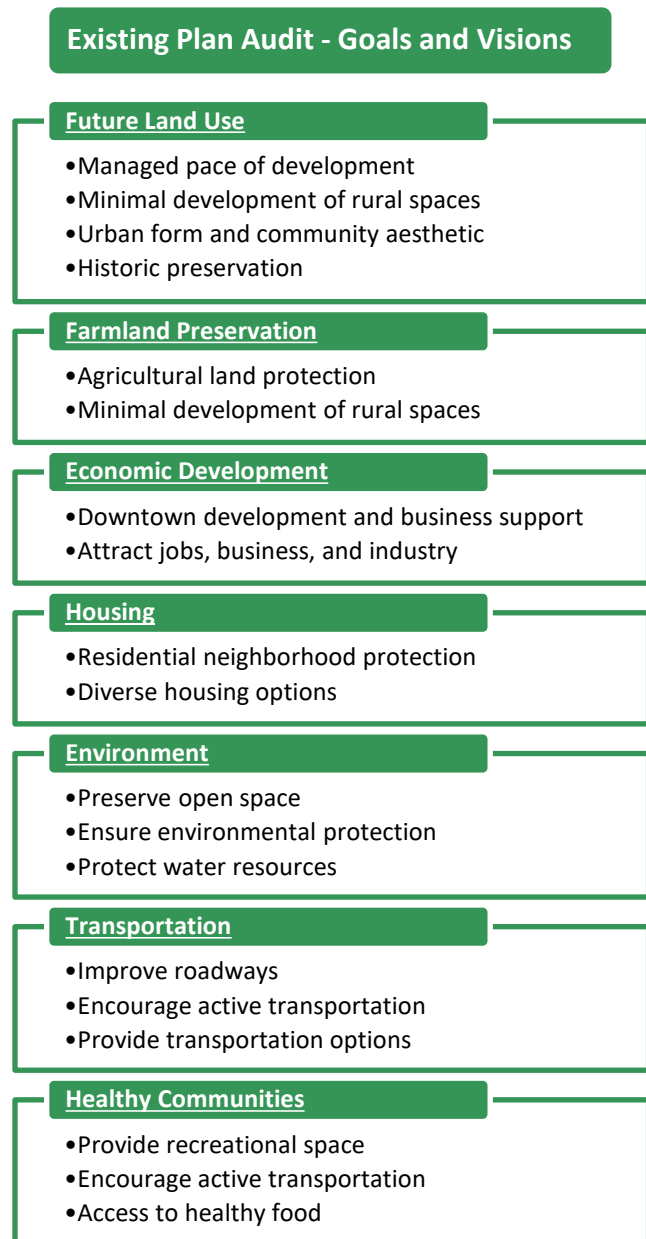 Existing Plan Audit - Goals and Visions
Future Land Use
•Managed pace of development
•Minimal development of rural spaces
•Urban form and community aesthetic
•Historic preservation
Farmland Preservation
•Agricultural land protection
•Minimal development of rural spaces
Economic Development
•Downtown development and business support
•Attract jobs, business, and industry
Housing
•Residential neighborhood protection
•Diverse housing options
Environment
•Preserve open space
•Ensure environmental protection
•Protect water resources
Transportation
•Improve roadways
•Encourage active transportation
•Provide transportation options
Healthy Communities
•Provide recreational space
•Encourage active transportation
•Access to healthy food